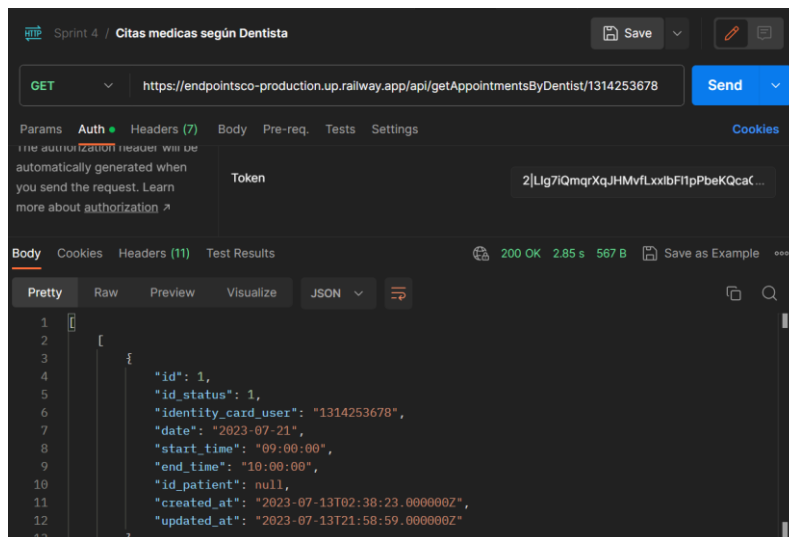 HTTP Sprint 4 / Citas medicas según Dentista Save
GET https://endpointsco-production.up.railway.app/api/getAppointmentsByDentist/1314253678 Send
Params Auth Headers (7) Body Pre-req. Tests Settings Cookies
The authorization header will be
automatically generated when
you send the request. Learn
more about authorization ↗
Token
Body Cookies Headers (11) Test Results 200 OK 2.85 s 567 B Save as Example
Pretty Raw Preview Visualize JSON
1 [
2 [
3 {
4 "id": 1,
5 "id_status": 1,
6 "identity_card_user": "1314253678",
7 "date": "2023-07-21",
8 "start_time": "09:00:00",
9 "end_time": "10:00:00",
10 "id_patient": null,
11 "created_at": "2023-07-13T02:38:23.000000Z",
12 "updated_at": "2023-07-13T21:58:59.000000Z"